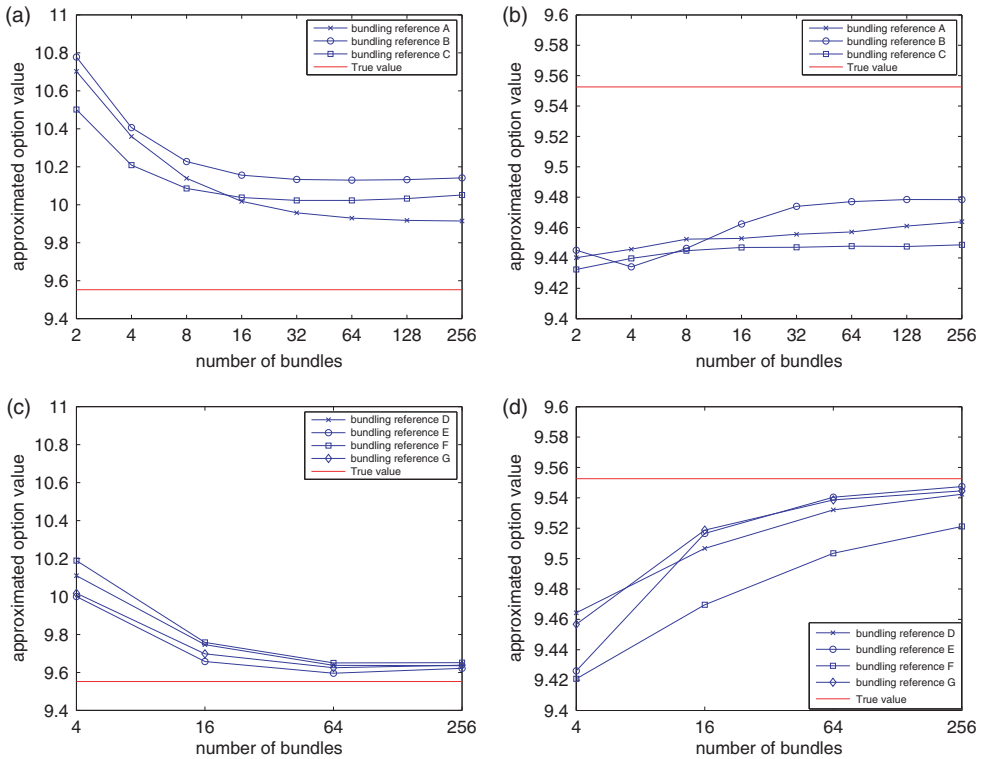 (a)
11
10.8
10.6
10.4
10.2
10
9.8
9.6
9.4
approximated option value
2 4 8 16 32 64 128 256
number of bundles
bundling reference A
bundling reference B
bundling reference C
True value
(b)
9.6
9.58
9.56
9.54
9.52
9.5
9.48
9.46
9.44
9.42
9.4
approximated option value
2 4 8 16 32 64 128 256
number of bundles
bundling reference A
bundling reference B
bundling reference C
True value
(c)
11
10.8
10.6
10.4
10.2
10
9.8
9.6
9.4
approximated option value
4 16 64 256
number of bundles
bundling reference D
bundling reference E
bundling reference F
bundling reference G
True value
(d)
9.6
9.58
9.56
9.54
9.52
9.5
9.48
9.46
9.44
9.42
9.4
approximated option value
4 16 64 256
number of bundles
bundling reference D
bundling reference E
bundling reference F
bundling reference G
True value